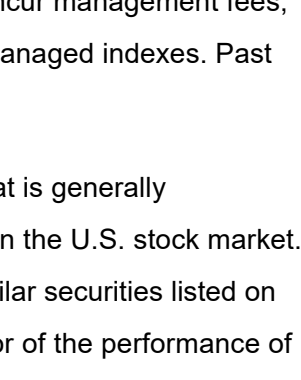 ncur management fees,
anaged indexes. Past
at is generally
n the U.S. stock market.
ilar securities listed on
or of the performance of